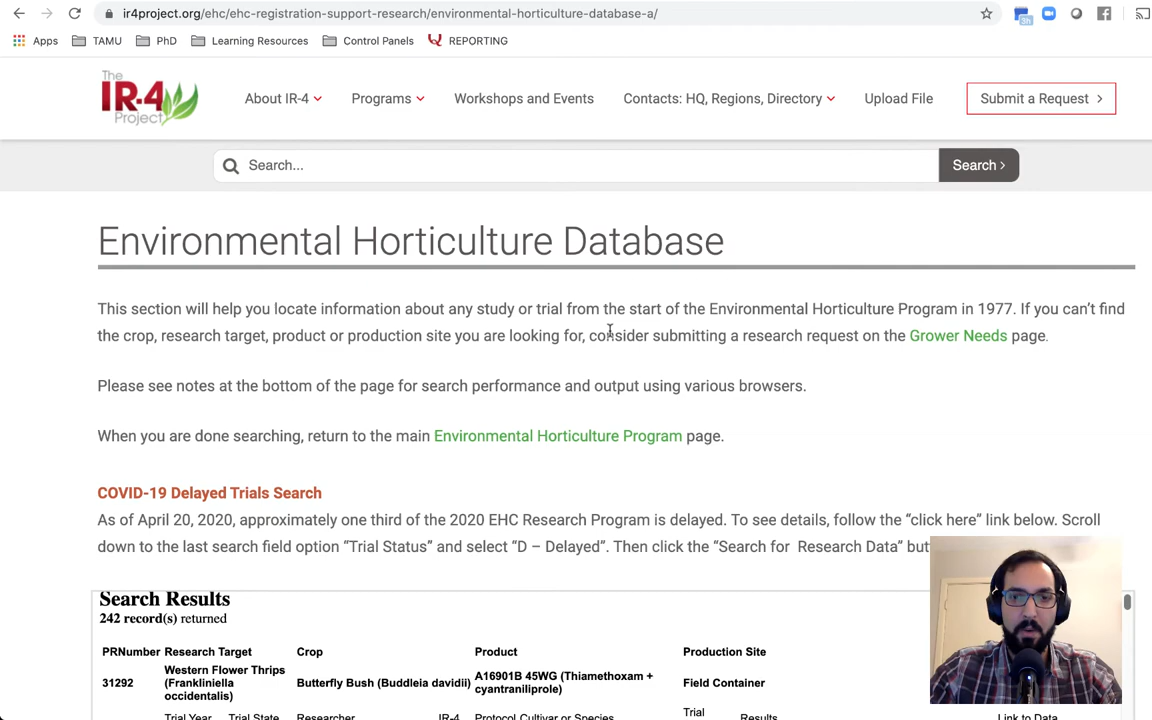 ir4project.org/ehc/ehc-registration-support-research/environmental-horticulture-database-a/
3h
Apps TAMU PhD Learning Resources Control Panels REPORTING
The
IR-4
Project
About IR-4 Programs Workshops and Events Contacts: HQ, Regions, Directory Upload File Submit a Request
Search... Search
Environmental Horticulture Database
This section will help you locate information about any study or trial from the start of the Environmental Horticulture Program in 1977. If you can't find
the crop, research target, product or production site you are looking for, consider submitting a research request on the Grower Needs page.
Please see notes at the bottom of the page for search performance and output using various browsers.
When you are done searching, return to the main Environmental Horticulture Program page.
COVID-19 Delayed Trials Search
As of April 20, 2020, approximately one third of the 2020 EHC Research Program is delayed. To see details, follow the “click here” link below. Scroll
down to the last search field option “Trial Status” and select “D – Delayed”. Then click the “Search for Research Data”
Search Results
242 record(s) returned
PRNumber Research Target Crop Product Production Site
31292 Western Flower Thrips (Frankliniella occidentalis) Butterfly Bush (Buddleia davidii) A16901B 45WG (Thiamethoxam + cyantraniliprole) Field Container
Trial Year Trial State Researcher IR-4 Protocol Cultivar or Species Trial Results Link to Data